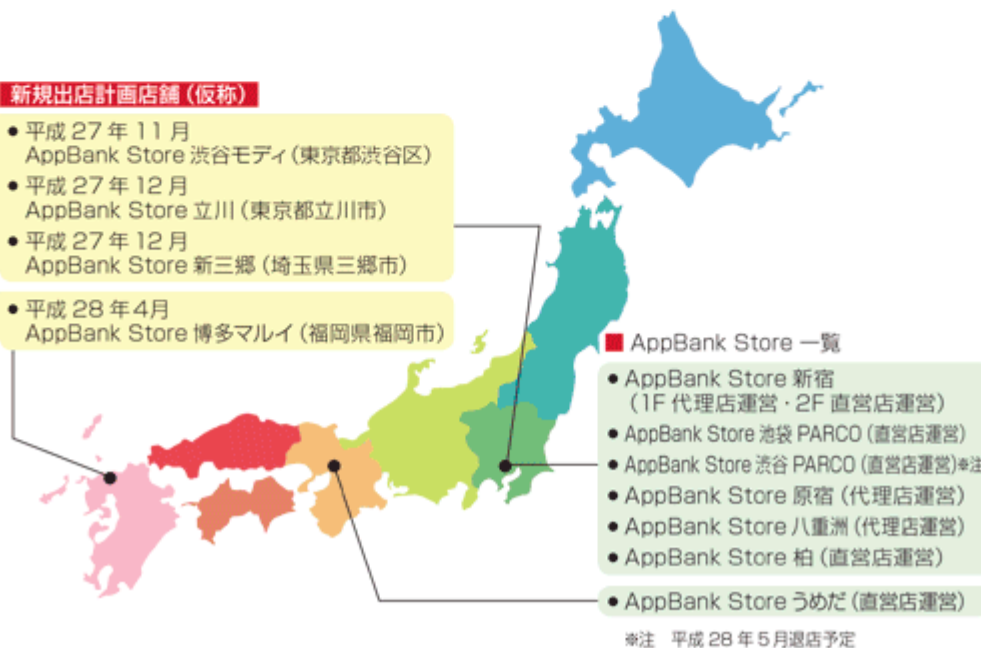 新規出店計画店舗（仮称）
● 平成 27 年 11 月
AppBank Store 渋谷モディ（東京都渋谷区）
● 平成 27 年 12 月
AppBank Store 立川（東京都立川市）
● 平成 27 年 12 月
AppBank Store 新三郷（埼玉県三郷市）
● 平成 28 年 4月
AppBank Store 博多マルイ（福岡県福岡市）
■ AppBank Store 一覧
● AppBank Store 新宿
（1F 代理店運営・2F 直営店運営）
● AppBank Store 池袋 PARCO（直営店運営）
● AppBank Store 渋谷 PARCO（直営店運営）※注
● AppBank Store 原宿（代理店運営）
● AppBank Store 八重洲（代理店運営）
● AppBank Store 柏（直営店運営）
● AppBank Store うめだ（直営店運営）
※注　平成 28 年 5 月退店予定